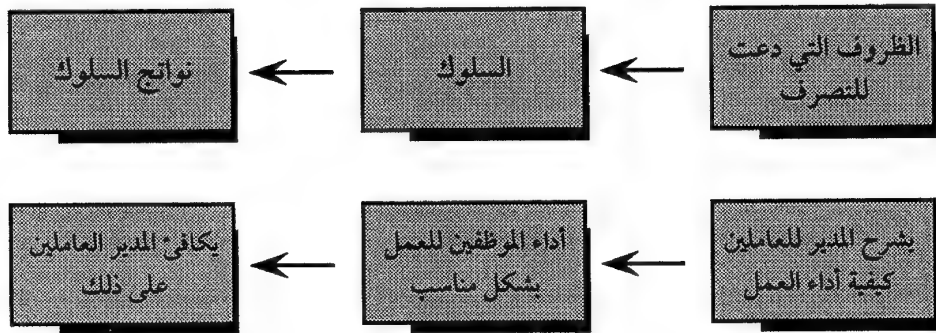 الظروف التي دعت
للتصرف
السلوك
نواتج السلوك
يشرح المدير للعاملين
كيفية أداء العمل
أداء الموظفين للعمل
بشكل مناسب
يكافئ المدير العاملين
على ذلك